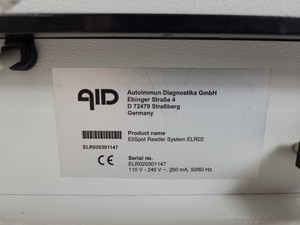 AID
Autoimmun Diagnostika GmbH
Ebinger Straße 4
D 72479 Straßberg
Germany
Product name
EliSpot Reader System ELR02
ELR020301147
CE
Serial no.
ELR020301147
110 V - 240 V ~, 250 mA, 50/60 Hz